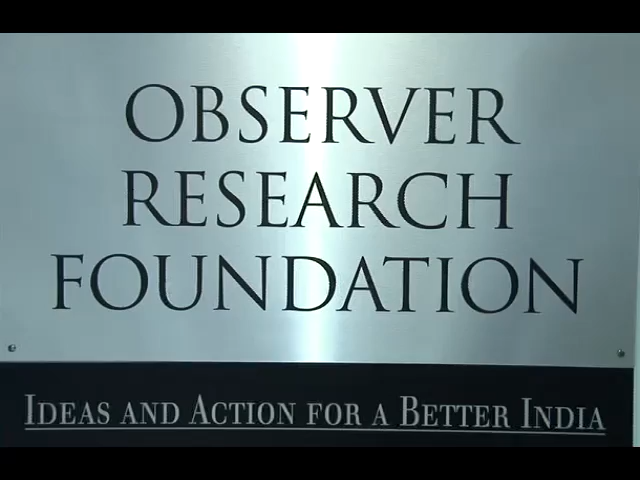 OBSERVER
RESEARCH
FOUNDATION
IDEAS AND ACTION FOR A BETTER INDIA